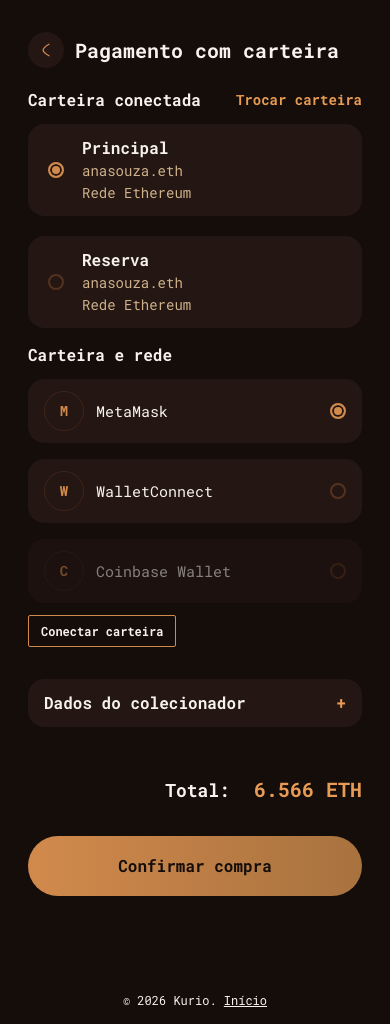 Pagamento com carteira
Carteira conectada Trocar carteira
Principal
anasouza.eth
Rede Ethereum
Reserva
anasouza.eth
Rede Ethereum
Carteira e rede
M MetaMask
W WalletConnect
C Coinbase Wallet
Conectar carteira
Dados do colecionador +
Total: 6.566 ETH
Confirmar compra
© 2026 Kurio. Início